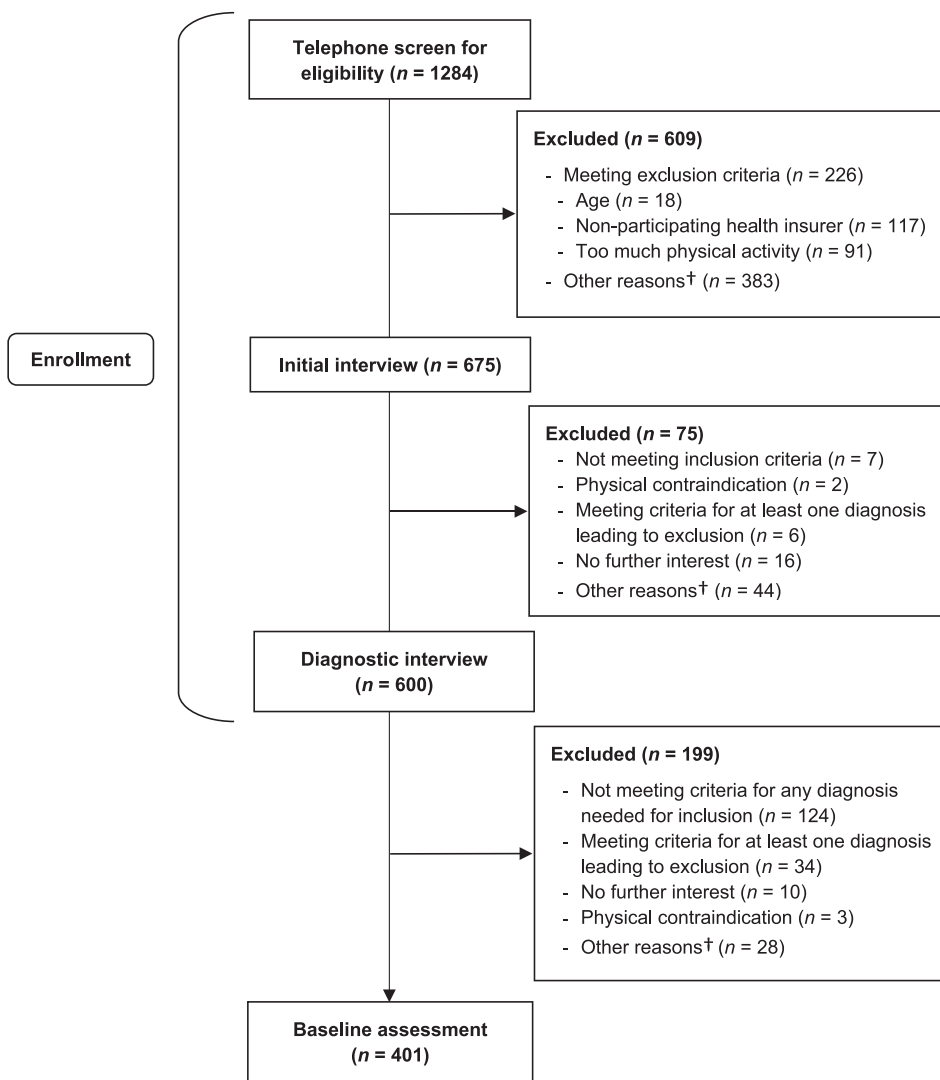 Telephone screen for
eligibility (n = 1284)
Excluded (n = 609)
- Meeting exclusion criteria (n = 226)
- Age (n = 18)
- Non-participating health insurer (n = 117)
- Too much physical activity (n = 91)
- Other reasons† (n = 383)
Enrollment
Initial interview (n = 675)
Excluded (n = 75)
- Not meeting inclusion criteria (n = 7)
- Physical contraindication (n = 2)
- Meeting criteria for at least one diagnosis
leading to exclusion (n = 6)
- No further interest (n = 16)
- Other reasons† (n = 44)
Diagnostic interview
(n = 600)
Excluded (n = 199)
- Not meeting criteria for any diagnosis
needed for inclusion (n = 124)
- Meeting criteria for at least one diagnosis
leading to exclusion (n = 34)
- No further interest (n = 10)
- Physical contraindication (n = 3)
- Other reasons† (n = 28)
Baseline assessment
(n = 401)